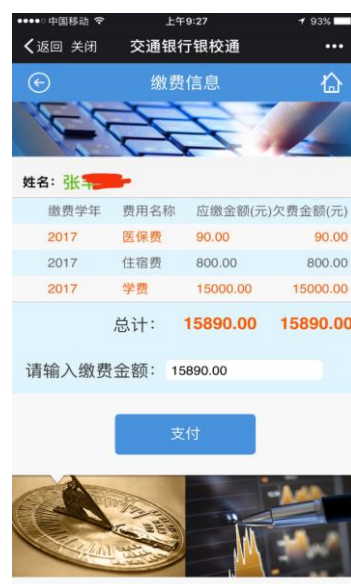 中国移动 上午9:27 93%
返回 关闭 交通银行银校通
缴费信息
姓名：张
缴费学年 费用名称 应缴金额(元)欠费金额(元)
2017 医保费 90.00 90.00
2017 住宿费 800.00 800.00
2017 学费 15000.00 15000.00
总计： 15890.00 15890.00
请输入缴费金额： 15890.00
支付